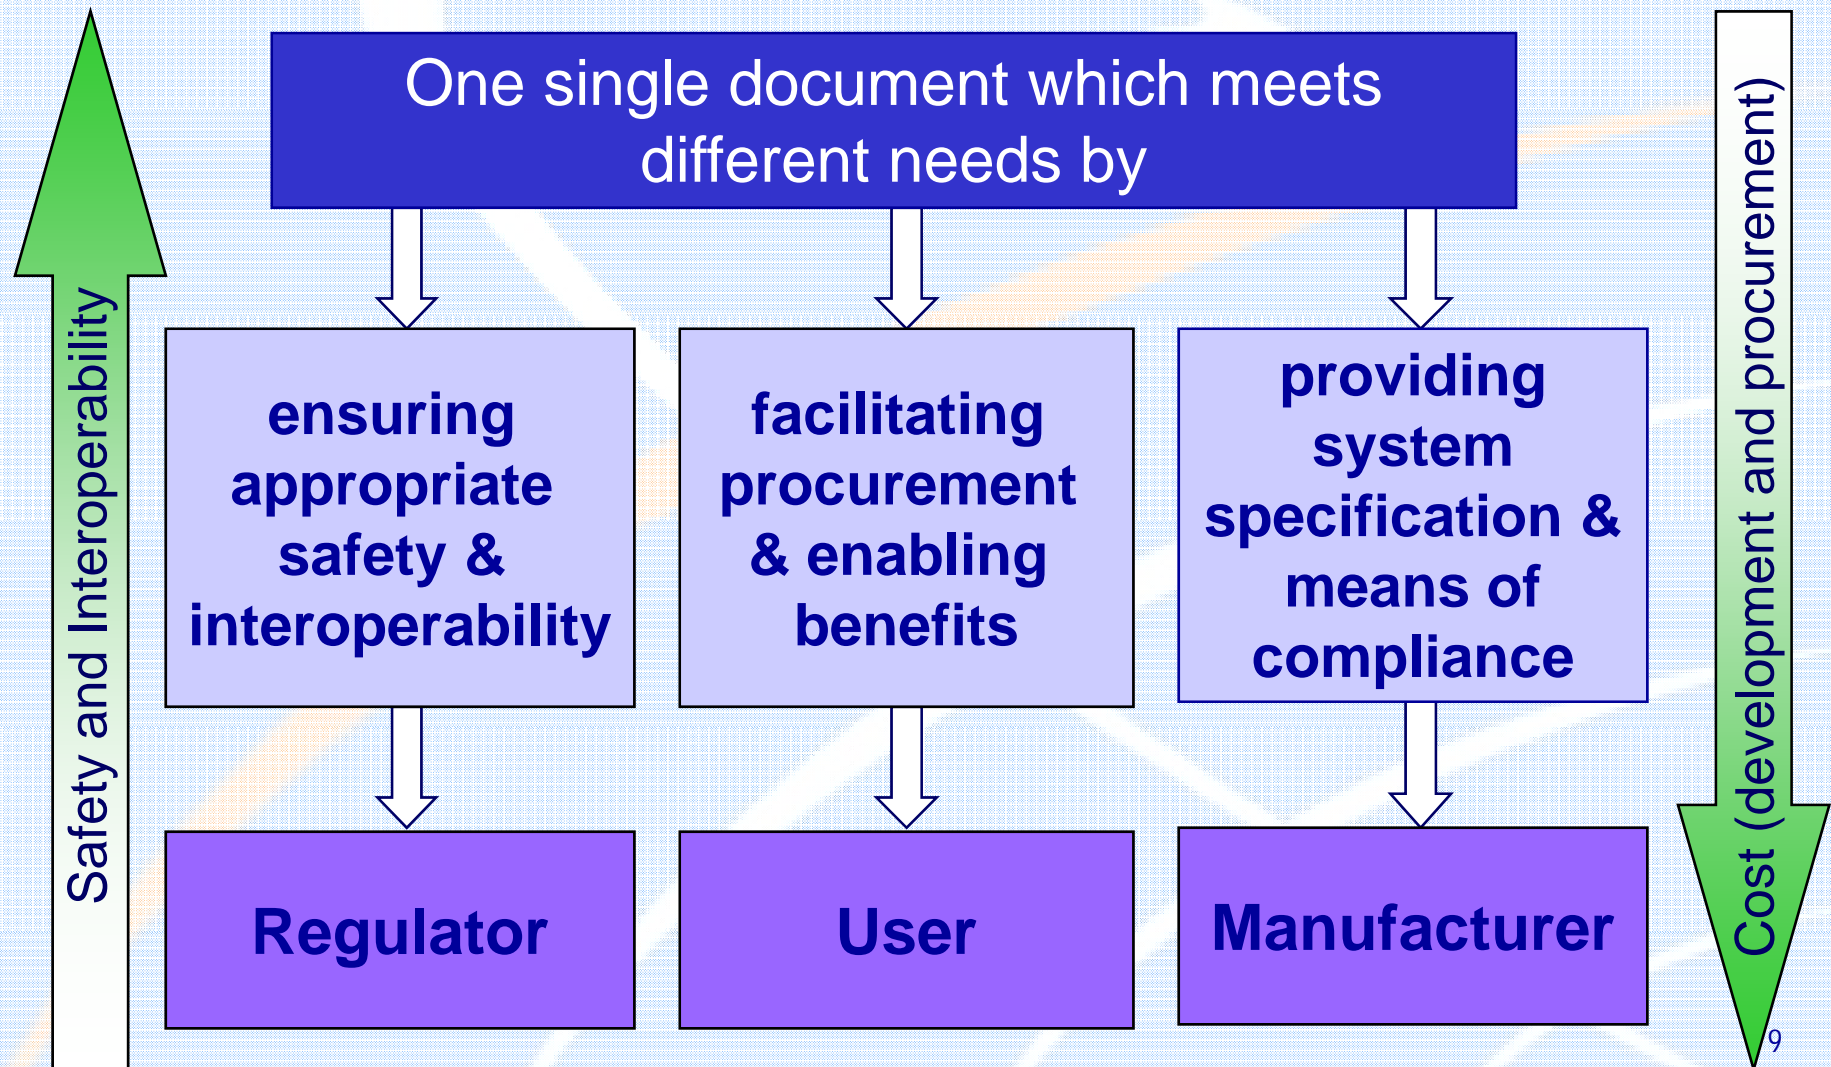 One single document which meets
different needs by
Safety and Interoperability
ensuring
appropriate
safety &
interoperability
facilitating
procurement
& enabling
benefits
providing
system
specification &
means of
compliance
Cost (development and procurement)
Regulator
User
Manufacturer
9